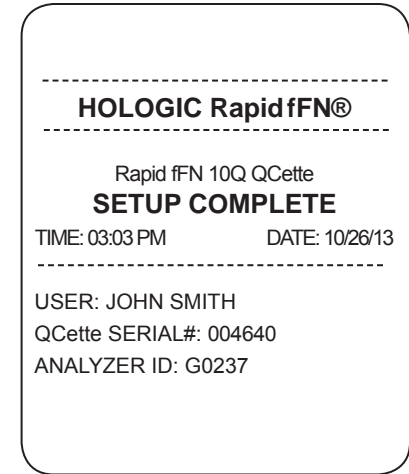 HOLOGIC Rapid fFN®
Rapid fFN 10Q QCette
SETUP COMPLETE
TIME: 03:03 PM DATE: 10/26/13
USER: JOHN SMITH
QCette SERIAL#: 004640
ANALYZER ID: G0237